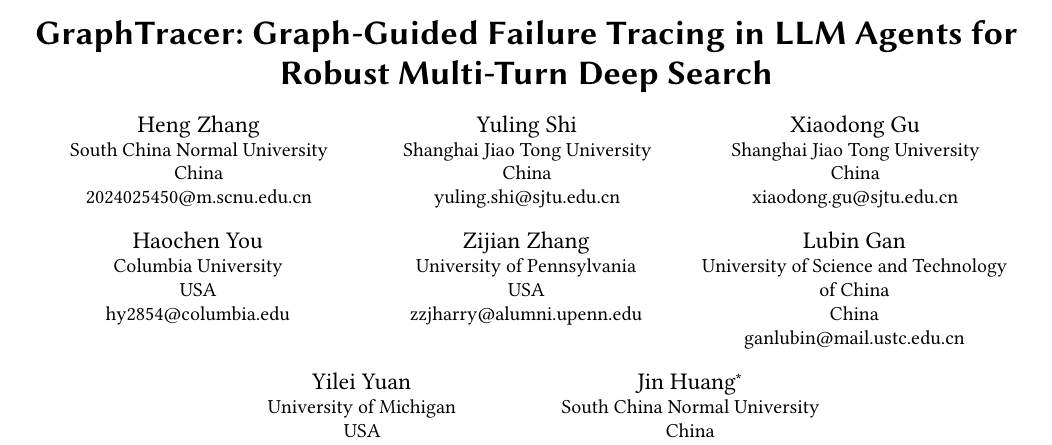 GraphTracer: Graph-Guided Failure Tracing in LLM Agents for
Robust Multi-Turn Deep Search
Heng Zhang
South China Normal University
China
2024025450@m.scnu.edu.cn
Yuling Shi
Shanghai Jiao Tong University
China
yuling.shi@sjtu.edu.cn
Xiaodong Gu
Shanghai Jiao Tong University
China
xiaodong.gu@sjtu.edu.cn
Haochen You
Columbia University
USA
hy2854@columbia.edu
Zijian Zhang
University of Pennsylvania
USA
zzjharry@alumni.upenn.edu
Lubin Gan
University of Science and Technology
of China
China
ganlubin@mail.ustc.edu.cn
Yilei Yuan
University of Michigan
USA
Jin Huang*
South China Normal University
China